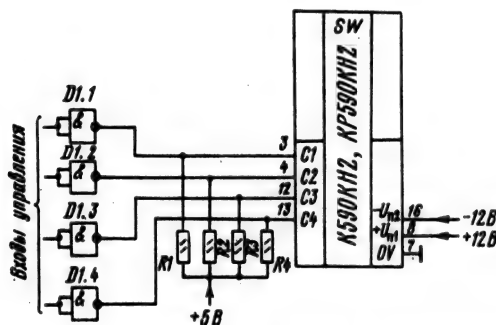 SW
D1.1
&
3
C1
D1.2
&
4
C2
12
C3
D1.3
&
13
C4
D1.4
&
Входы управления
К590КН2, КР590КН2
R1
R2
R3
R4
+5 В
-Uп2
16
-12 В
+Uп1
8
+12 В
0V
7